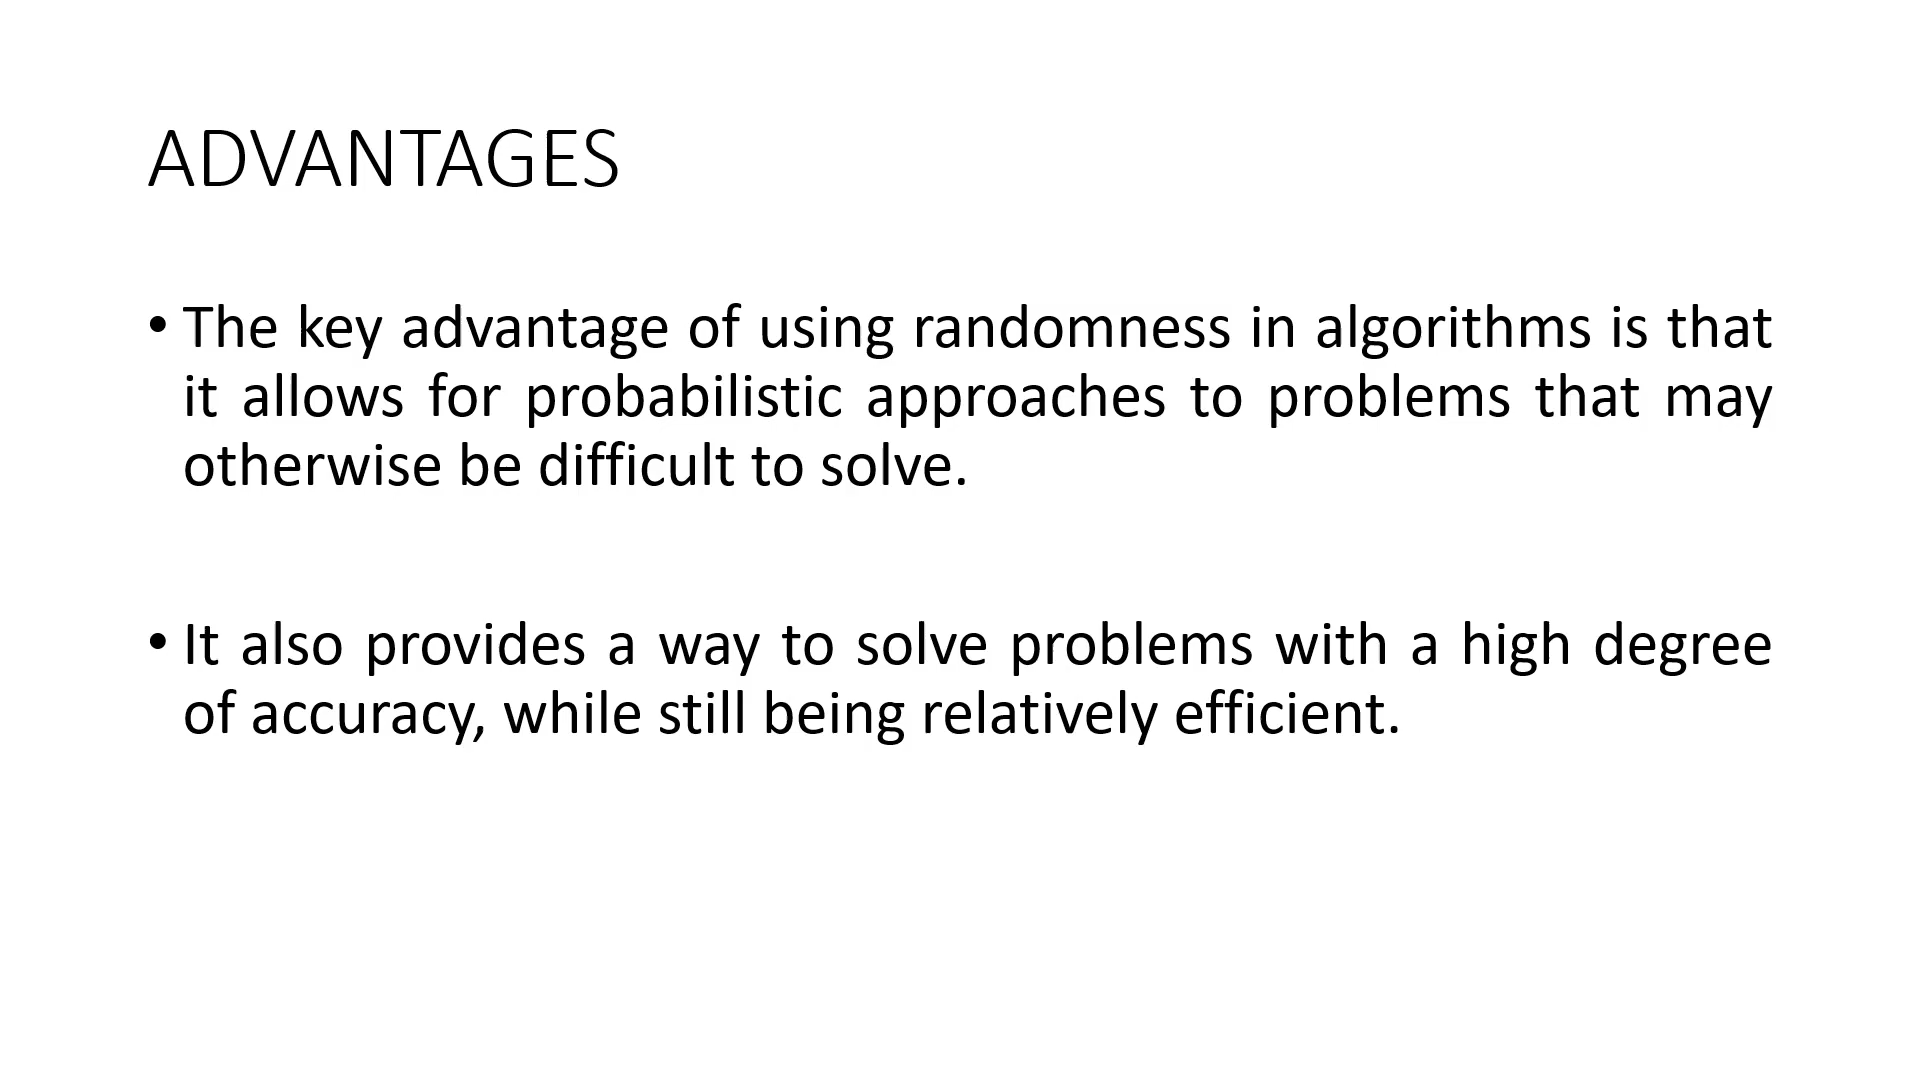 ADVANTAGES
• The key advantage of using randomness in algorithms is that
it allows for probabilistic approaches to problems that may
otherwise be difficult to solve.
• It also provides a way to solve problems with a high degree
of accuracy, while still being relatively efficient.